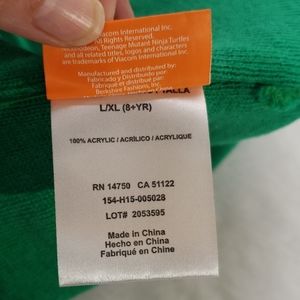 Viacom International Inc.
All Rights Reserved.
Nickelodeon, Teenage Mutant Ninja Turtles
and all related titles, logos and characters
are trademarks of Viacom International Inc.
Manufactured and distributed by:
Fabricado y Distribuido por
Fabriqué et distribué par
Berkshire Fashions, Inc.
TALLA
L/XL (8+YR)
100% ACRYLIC / ACRÍLICO / ACRYLIQUE
RN 14750 CA 51122
154-H15-005028
LOT# 2053595
Made in China
Hecho en China
Fabriqué en Chine